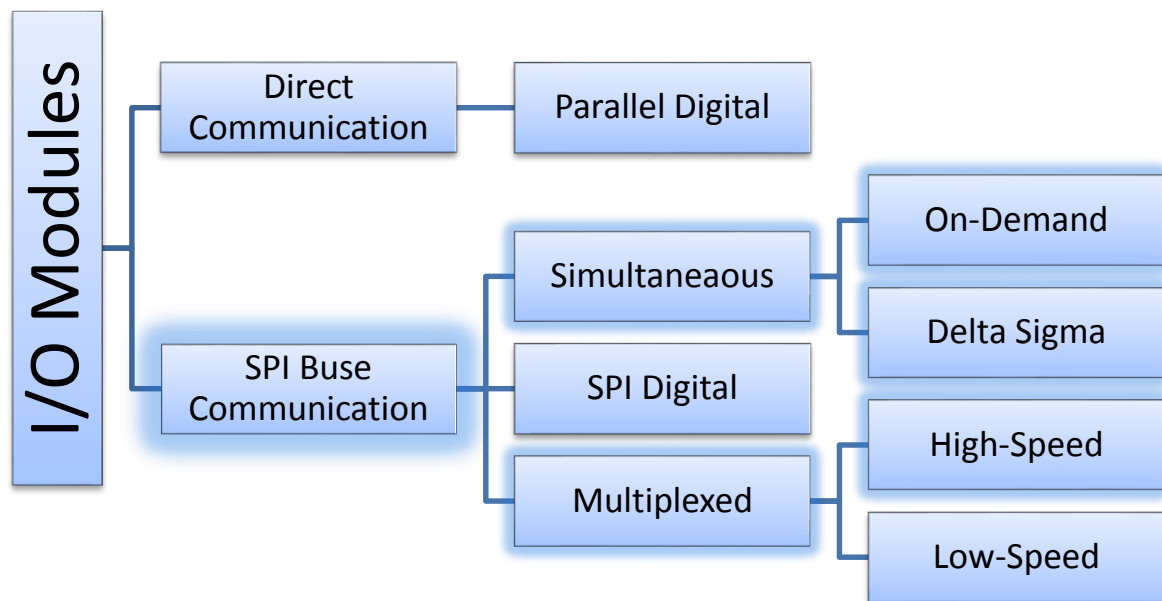 I/O Modules
Direct
Communication
Parallel Digital
SPI Buse
Communication
Simultaneaous
On-Demand
Delta Sigma
SPI Digital
Multiplexed
High-Speed
Low-Speed